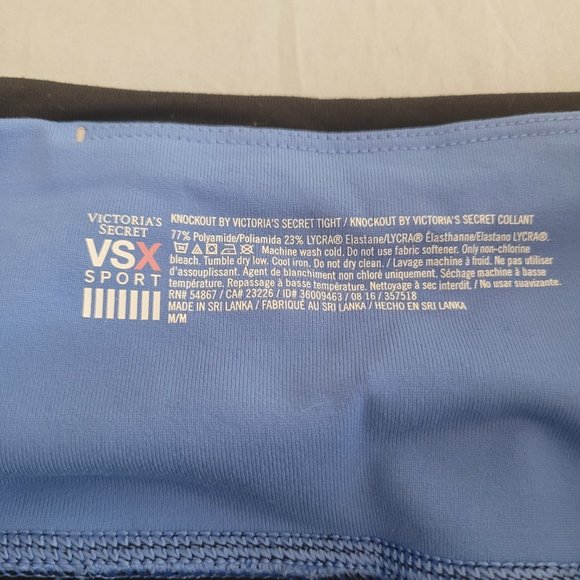 VICTORIA'S
SECRET
VSX
SPORT
KNOCKOUT BY VICTORIA'S SECRET TIGHT / KNOCKOUT BY VICTORIA'S SECRET COLLANT
77% Polyamide/Poliamida 23% LYCRA® Elastane/LYCRA® Élasthanne/Elastano LYCRA®.
Machine wash cold. Do not use fabric softener. Only non-chlorine
bleach. Tumble dry low. Cool iron. Do not dry clean. / Lavage machine à froid. Ne pas utiliser
d'assouplissant. Agent de blanchiment non chloré uniquement. Séchage machine à basse
température. Repassage à basse température. Nettoyage à sec interdit. / No usar suavizante.
RN# 54867 / CA# 23226 / ID# 36009463 / 08 16 / 357518
MADE IN SRI LANKA / FABRIQUÉ AU SRI LANKA / HECHO EN SRI LANKA
M/M